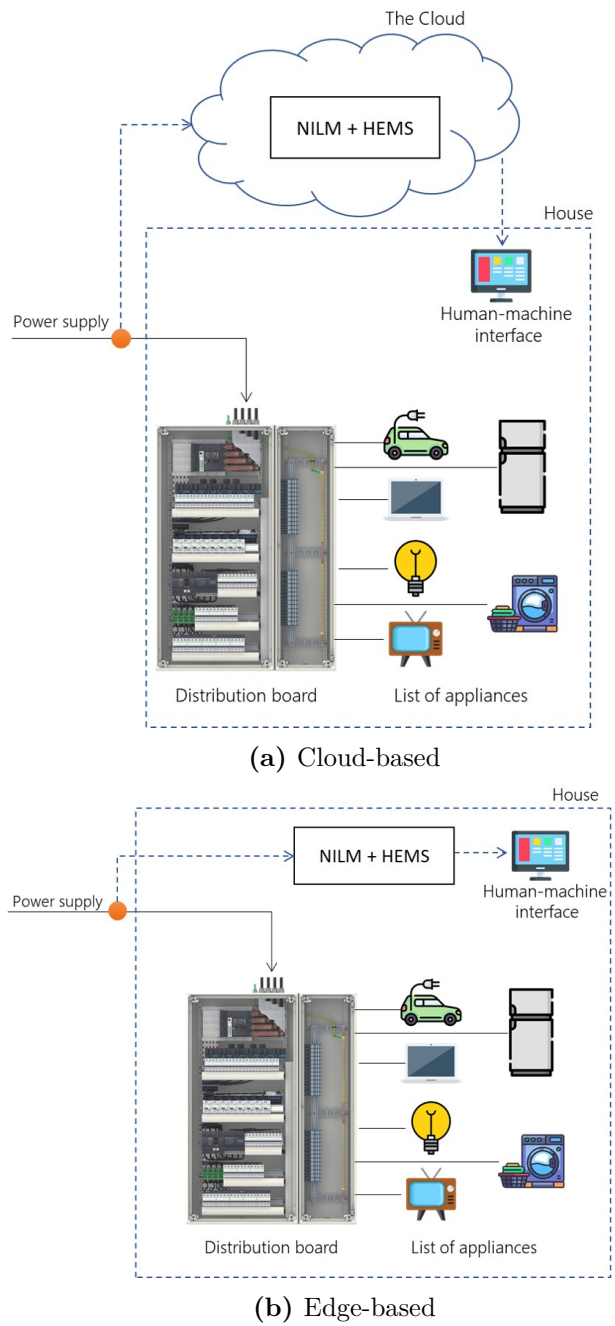 The Cloud
NILM + HEMS
House
Power supply
Human-machine
interface
Distribution board
List of appliances
(a) Cloud-based
House
NILM + HEMS
Power supply
Human-machine
interface
Distribution board
List of appliances
(b) Edge-based